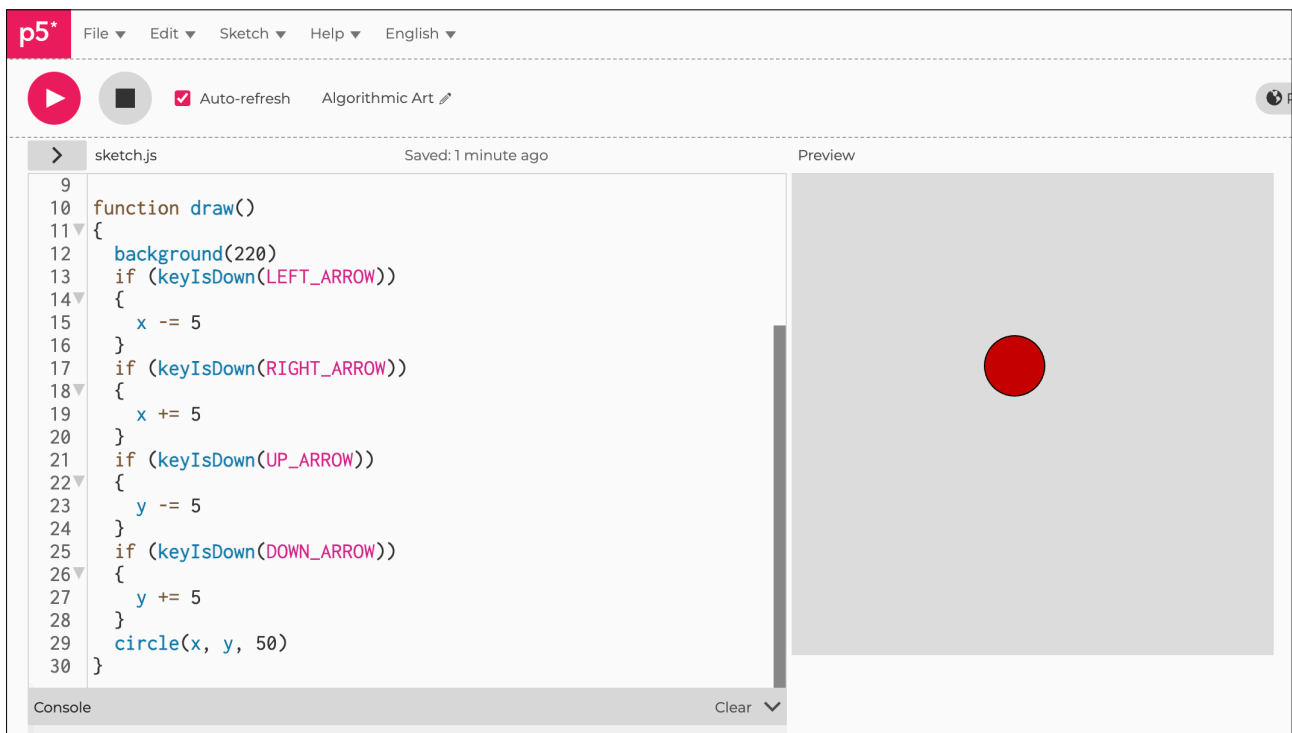 p5* File Edit Sketch Help English
Auto-refresh Algorithmic Art
sketch.js Saved: 1 minute ago Preview
9
10 function draw()
11 {
12 background(220)
13 if (keyIsDown(LEFT_ARROW))
14 {
15 x -= 5
16 }
17 if (keyIsDown(RIGHT_ARROW))
18 {
19 x += 5
20 }
21 if (keyIsDown(UP_ARROW))
22 {
23 y -= 5
24 }
25 if (keyIsDown(DOWN_ARROW))
26 {
27 y += 5
28 }
29 circle(x, y, 50)
30 }
Console Clear